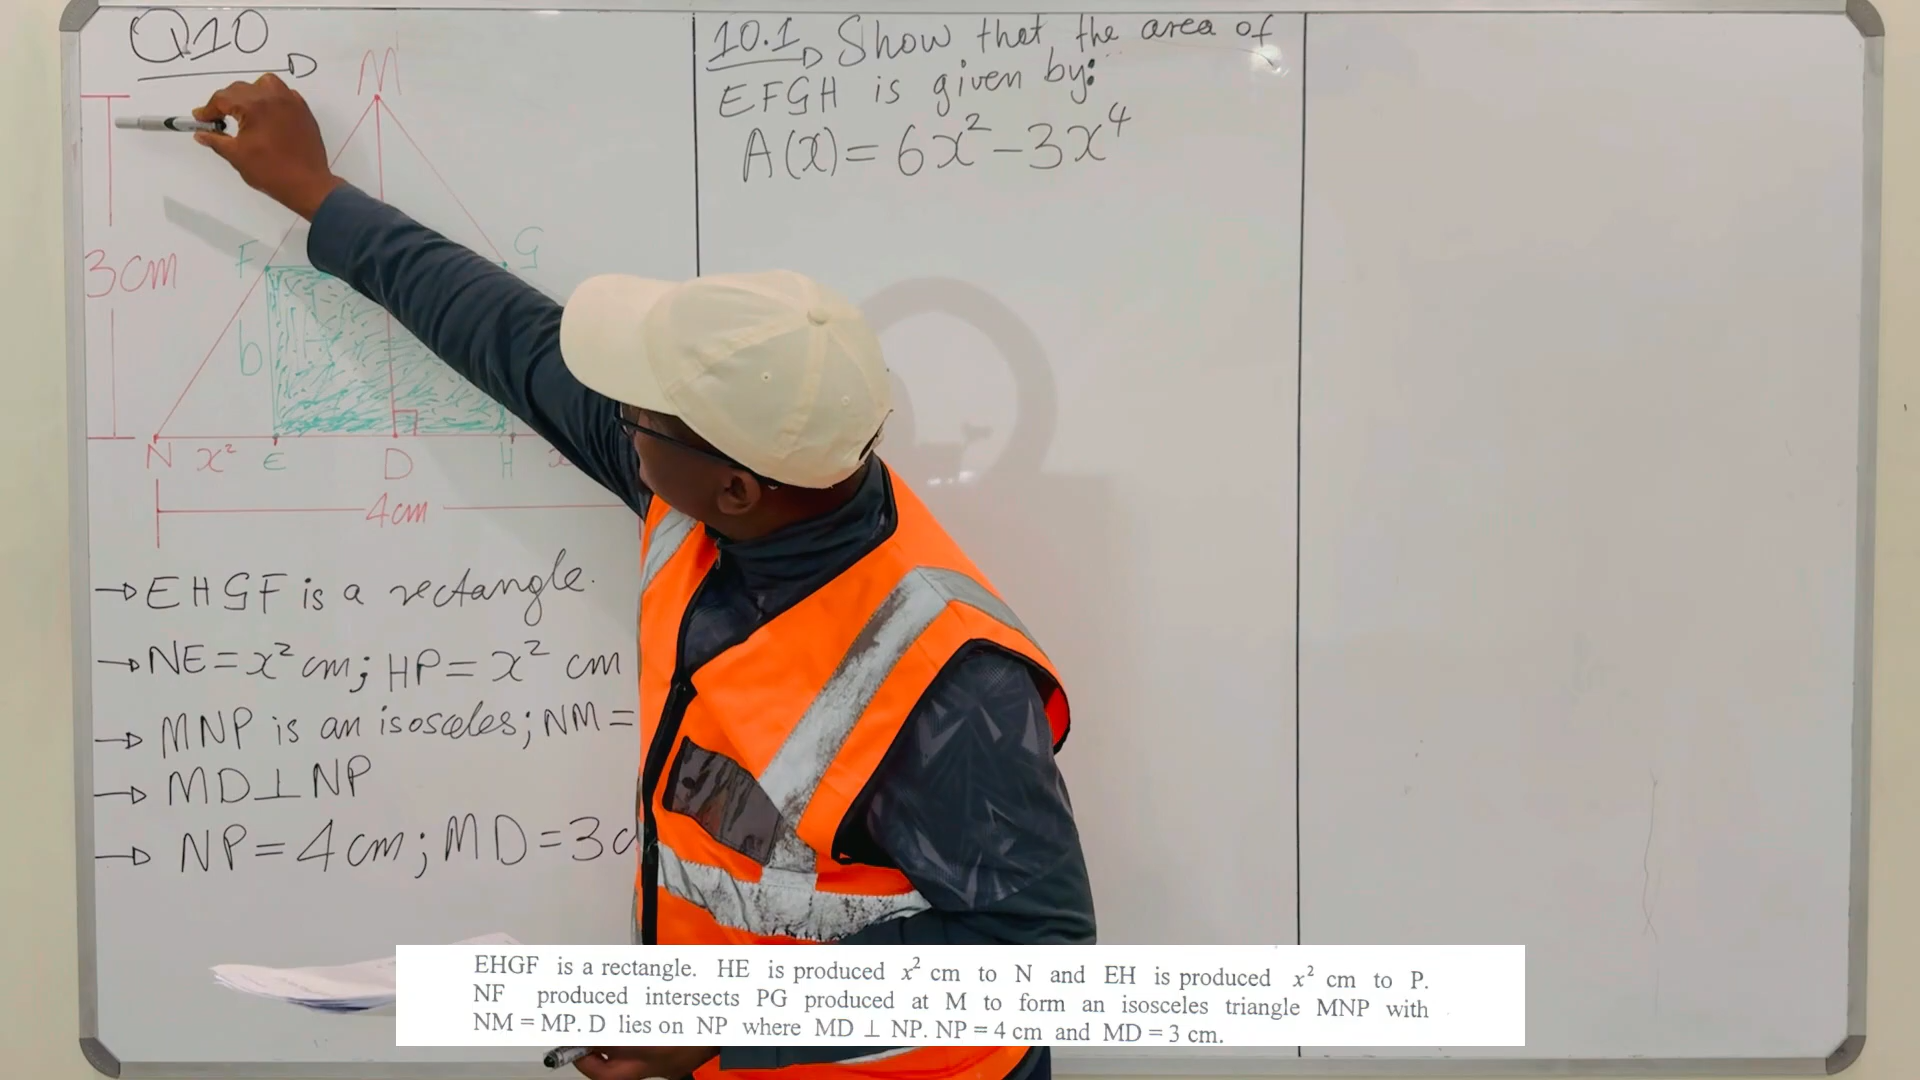 Q10
M
3cm
F
G
b
N x² E D H
4cm
→ EHGF is a rectangle.
→ NE = x² cm; HP = x² cm
→ MNP is an isosceles; NM =
→ MD ⊥ NP
→ NP = 4cm; MD = 3c
10.1 Show that the area of
EFGH is given by:
A(x) = 6x² - 3x⁴
EHGF is a rectangle. HE is produced x² cm to N and EH is produced x² cm to P.
NF produced intersects PG produced at M to form an isosceles triangle MNP with
NM = MP. D lies on NP where MD ⊥ NP. NP = 4 cm and MD = 3 cm.